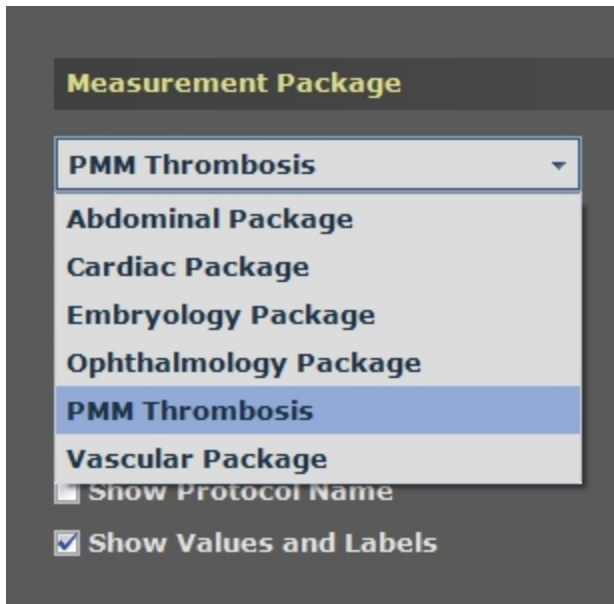 Measurement Package
PMM Thrombosis
Abdominal Package
Cardiac Package
Embryology Package
Ophthalmology Package
PMM Thrombosis
Vascular Package
Show Protocol Name
Show Values and Labels